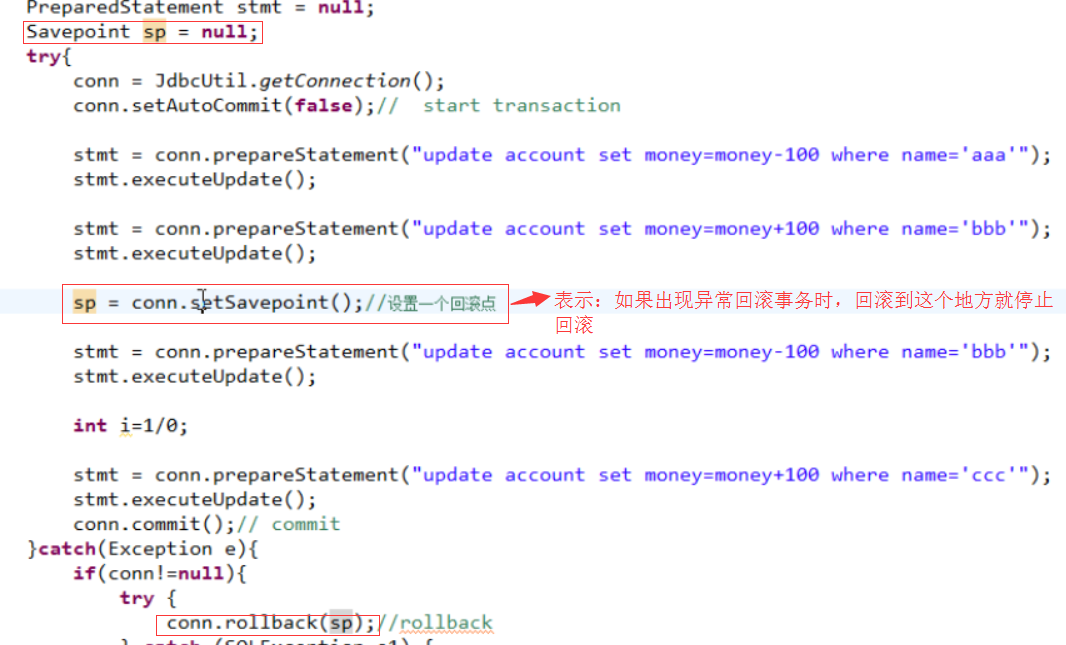 PreparedStatement stmt = null;
Savepoint sp = null;
try{
conn = JdbcUtil.getConnection();
conn.setAutoCommit(false);//  start transaction
stmt = conn.prepareStatement("update account set money=money-100 where name='aaa'");
stmt.executeUpdate();
stmt = conn.prepareStatement("update account set money=money+100 where name='bbb'");
stmt.executeUpdate();
sp = conn.setSavepoint();//设置一个回滚点
表示：如果出现异常回滚事务时，回滚到这个地方就停止
回滚
stmt = conn.prepareStatement("update account set money=money-100 where name='bbb'");
stmt.executeUpdate();
int i=1/0;
stmt = conn.prepareStatement("update account set money=money+100 where name='ccc'");
stmt.executeUpdate();
conn.commit();// commit
}catch(Exception e){
if(conn!=null){
try {
conn.rollback(sp);//rollback
} catch (SQLException e1) {